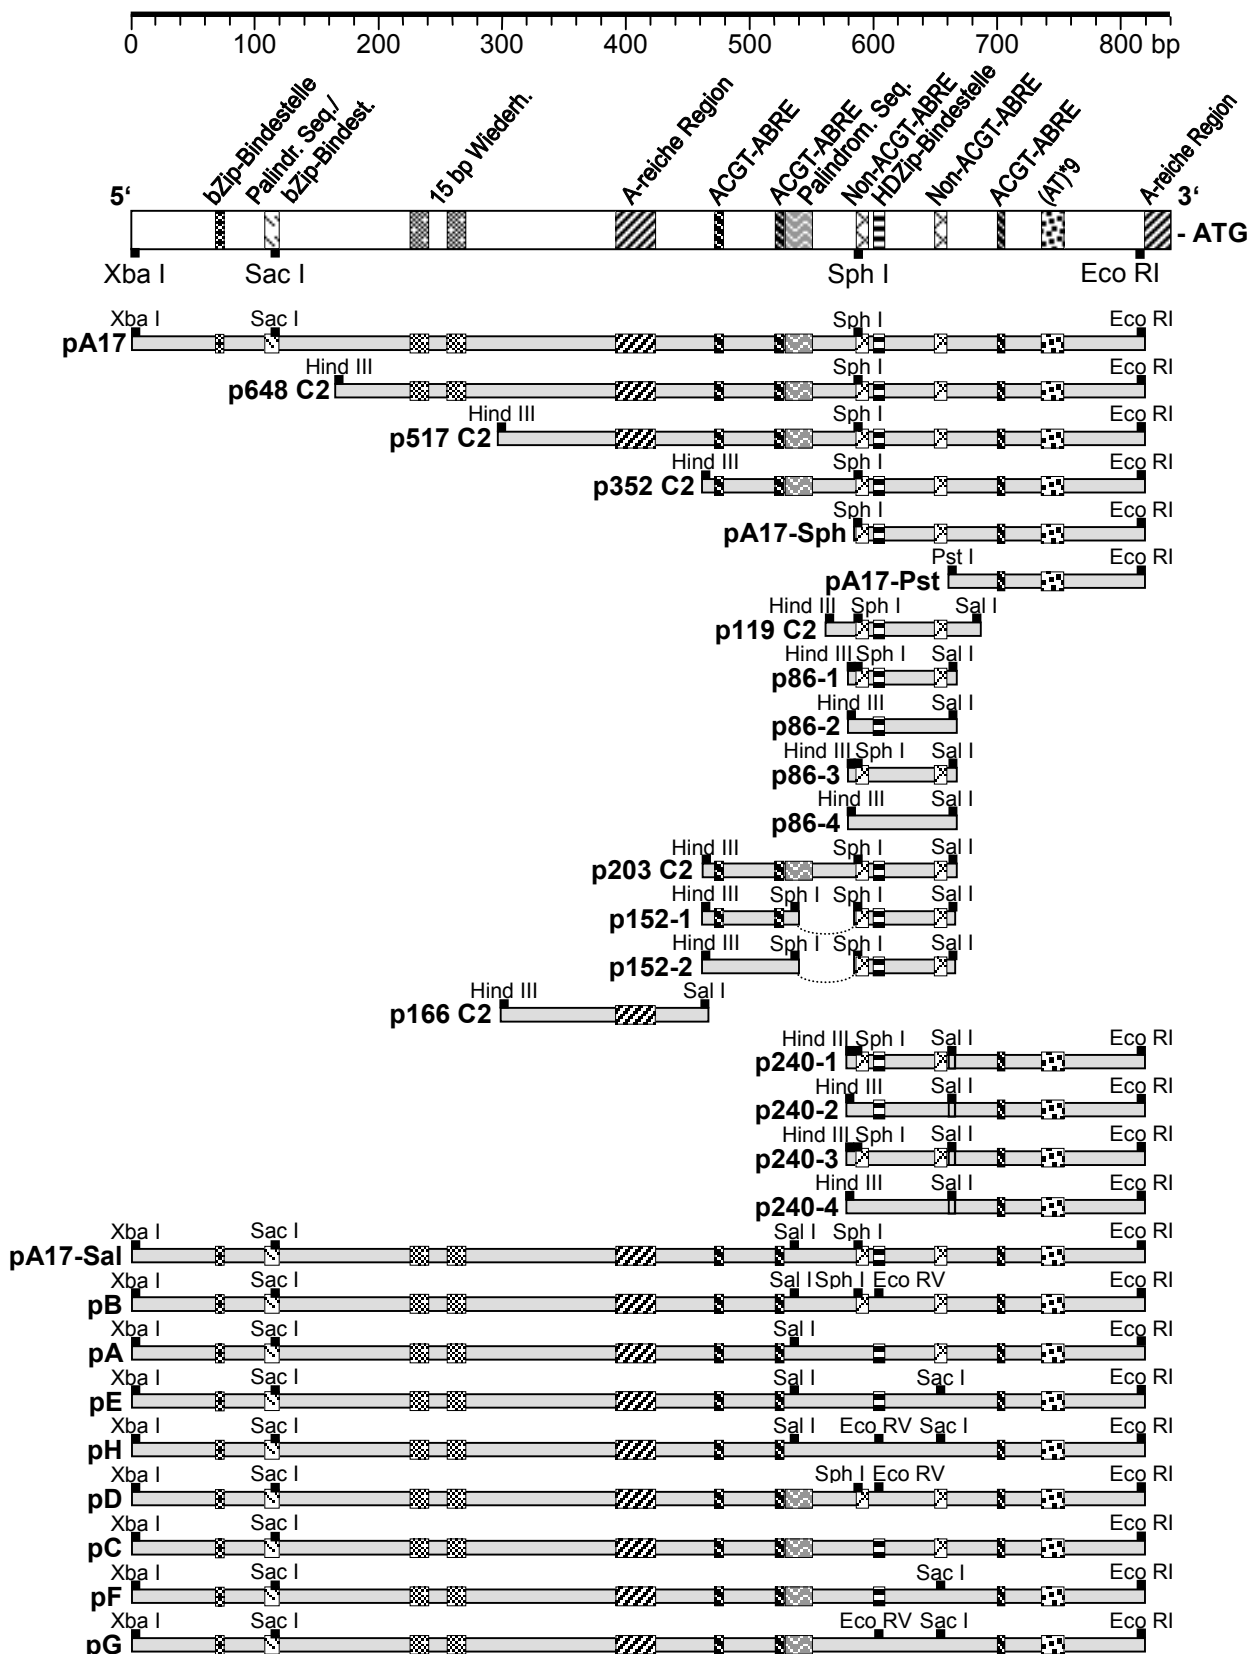 0 100 200 300 400 500 600 700 800 bp
bZip-Bindestelle
Palindr. Seq./
bZip-Bindest.
15 bp Wiederh.
A-reiche Region
ACGT-ABRE
ACGT-ABRE
Palindrom. Seq.
Non-ACGT-ABRE
HDZip-Bindestelle
Non-ACGT-ABRE
ACGT-ABRE
(AT)*9
A-reiche Region
5‘ 3‘
- ATG
Xba I Sac I Sph I Eco RI
Xba I Sac I Sph I Eco RI
pA17
Hind III Sph I Eco RI
p648 C2
Hind III Sph I Eco RI
p517 C2
Hind III Sph I Eco RI
p352 C2
Sph I Eco RI
pA17-Sph
Pst I Eco RI
pA17-Pst
Hind III Sph I Sal I
p119 C2
Hind III Sph I Sal I
p86-1
Hind III Sal I
p86-2
Hind III Sph I Sal I
p86-3
Hind III Sal I
p86-4
Hind III Sph I Sal I
p203 C2
Hind III Sph I Sph I Sal I
p152-1
Hind III Sph I Sph I Sal I
p152-2
Hind III Sal I
p166 C2
Hind III Sph I Sal I Eco RI
p240-1
Hind III Sal I Eco RI
p240-2
Hind III Sph I Sal I Eco RI
p240-3
Hind III Sal I Eco RI
p240-4
Xba I Sac I Sal I Sph I Eco RI
pA17-Sal
Xba I Sac I Sal I Sph I Eco RV Eco RI
pB
Xba I Sac I Sal I Eco RI
pA
Xba I Sac I Sal I Sac I Eco RI
pE
Xba I Sac I Sal I Eco RV Sac I Eco RI
pH
Xba I Sac I Sph I Eco RV Eco RI
pD
Xba I Sac I Eco RI
pC
Xba I Sac I Sac I Eco RI
pF
Xba I Sac I Eco RV Sac I Eco RI
pG